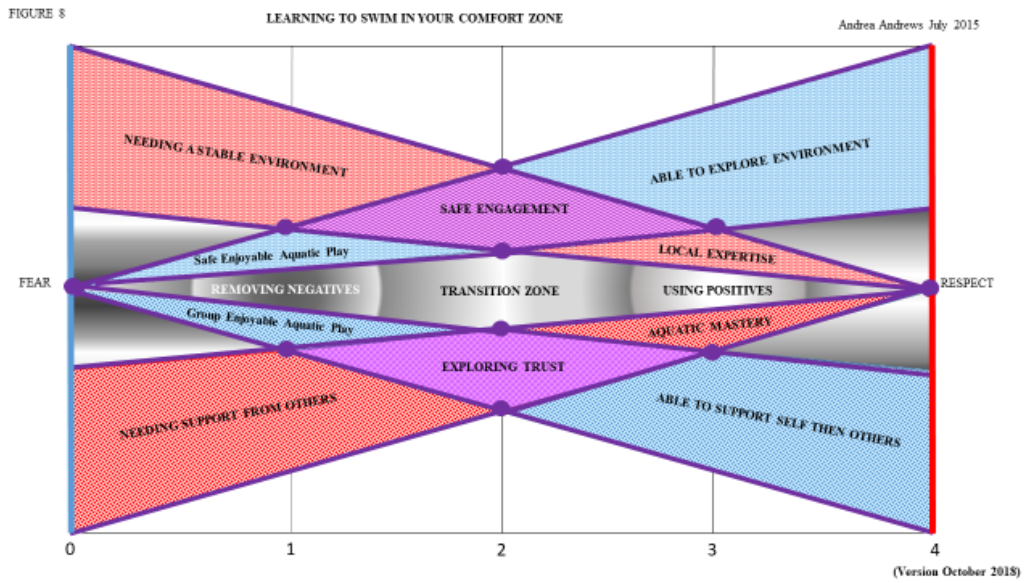 FIGURE 8
LEARNING TO SWIM IN YOUR COMFORT ZONE
Andrea Andrews July 2015
NEEDING A STABLE ENVIRONMENT
ABLE TO EXPLORE ENVIRONMENT
SAFE ENGAGEMENT
Safe Enjoyable Aquatic Play
LOCAL EXPERTISE
FEAR
REMOVING NEGATIVES
TRANSITION ZONE
USING POSITIVES
RESPECT
Group Enjoyable Aquatic Play
AQUATIC MASTERY
EXPLORING TRUST
NEEDING SUPPORT FROM OTHERS
ABLE TO SUPPORT SELF THEN OTHERS
0 1 2 3 4
(Version October 2018)